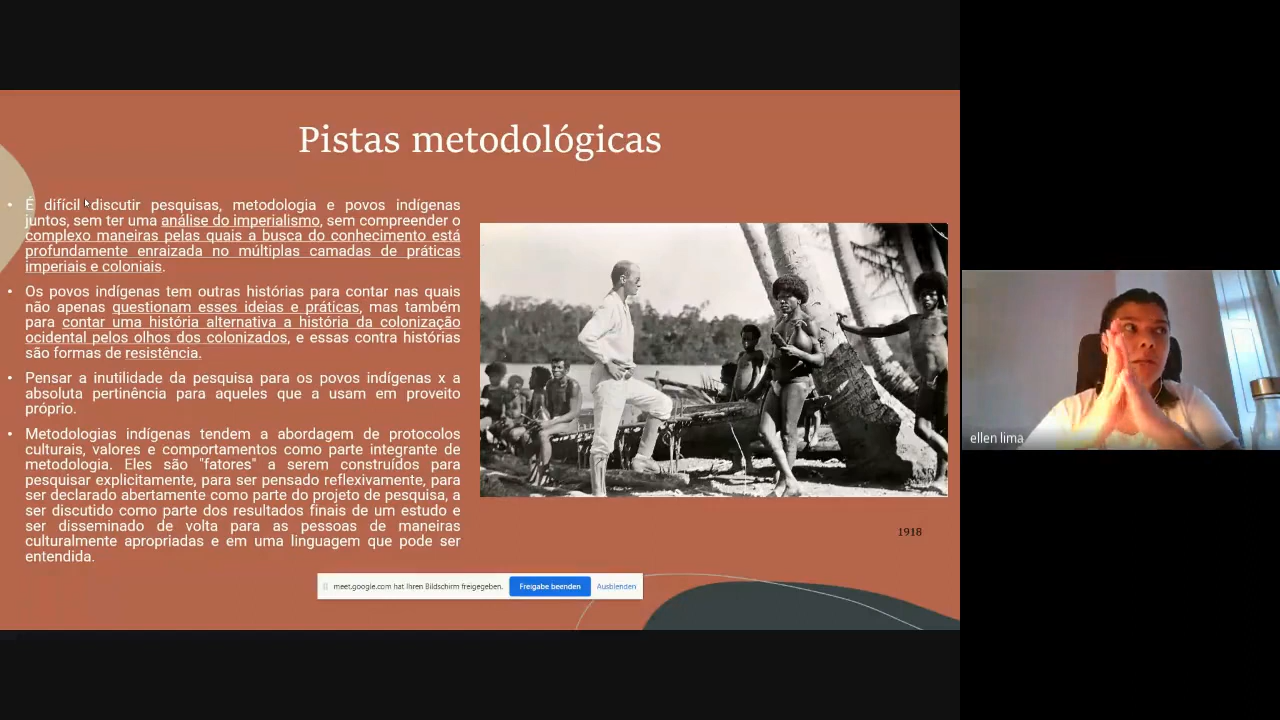 Pistas metodológicas
• É difícil discutir pesquisas, metodologia e povos indígenas
juntos, sem ter uma análise do imperialismo, sem compreender o
complexo maneiras pelas quais a busca do conhecimento está
profundamente enraizada no múltiplas camadas de práticas
imperiais e coloniais.
• Os povos indígenas tem outras histórias para contar nas quais
não apenas questionam esses ideias e práticas, mas também
para contar uma história alternativa a história da colonização
ocidental pelos olhos dos colonizados, e essas contra histórias
são formas de resistência.
• Pensar a inutilidade da pesquisa para os povos indígenas x a
absoluta pertinência para aqueles que a usam em proveito
próprio.
• Metodologias indígenas tendem a abordagem de protocolos
culturais, valores e comportamentos como parte integrante de
metodologia. Eles são "fatores" a serem construídos para
pesquisar explicitamente, para ser pensado reflexivamente, para
ser declarado abertamente como parte do projeto de pesquisa, a
ser discutido como parte dos resultados finais de um estudo e
ser disseminado de volta para as pessoas de maneiras
culturalmente apropriadas e em uma linguagem que pode ser
entendida.
1918
meet.google.com hat Ihren Bildschirm freigegeben. Freigabe beenden Ausblenden
ellen lima